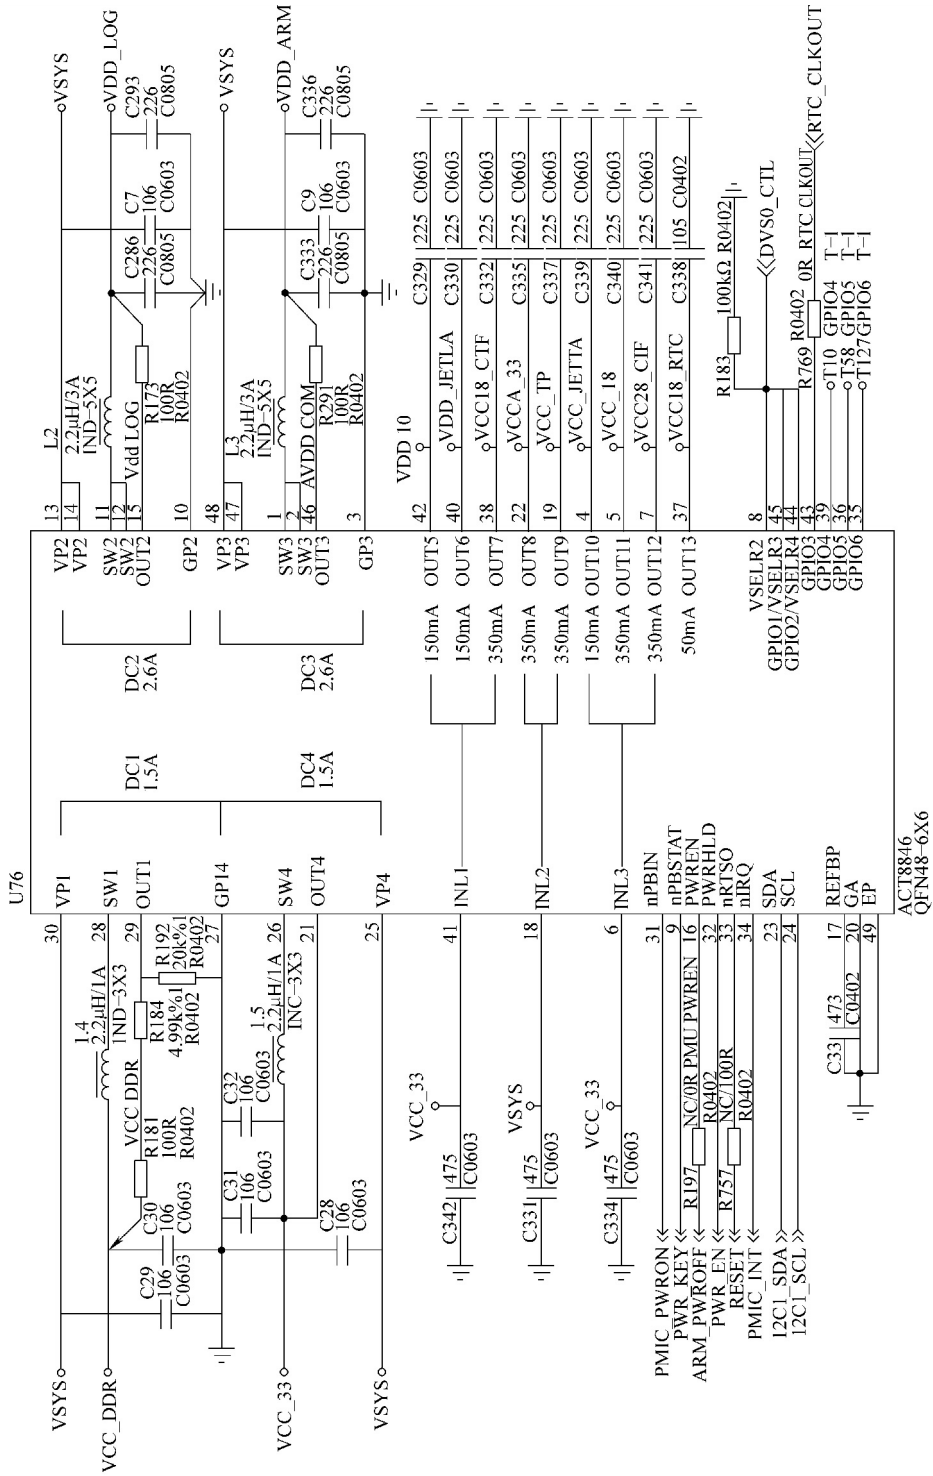 U76
ACT8846
QFN48-6X6
VSYS
30
VP1
VCC_DDR
28
SW1
1.4
2.2μH/1A
1ND-3X3
29
OUT1
VCC DDR
R181
100R
R0402
R184
4.99k%1
R0402
R192
20k%1
R0402
27
GP14
C29
106
C0603
C30
106
C0603
C31
106
C0603
C32
106
C0603
VCC_33
26
SW4
1.5
2.2μH/1A
INC-3X3
21
OUT4
C28
106
C0603
VSYS
25
VP4
DC1
1.5A
DC4
1.5A
VCC_33
C342
475
C0603
41
INL1
VSYS
C331
475
C0603
18
INL2
VCC_33
C334
475
C0603
6
INL3
PMIC_PWRON
31
nPBIN
PWR_KEY
9
nPBSTAT
ARM_PWROFF
R197
NC/0R PMU PWREN
R0402
16
PWREN
PWR_EN
32
PWRHLD
RESET
R757
NC/100R
R0402
33
nRTSO
PMIC_INT
34
nIRQ
12C1_SDA
23
SDA
12C1_SCL
24
SCL
C33
473
C0402
17
REFBP
20
GA
49
EP
DC2
2.6A
VP2
13
VP2
14
VSYS
SW2
11
SW2
12
L2
2.2μH/3A
IND-5X5
VDD_LOG
OUT2
15
Vdd LOG
R173
100R
R0402
GP2
10
C286
226
C0805
C7
106
C0603
C293
226
C0805
DC3
2.6A
VP3
48
VP3
47
VSYS
SW3
1
SW3
2
L3
2.2μH/3A
IND-5X5
VDD_ARM
OUT3
46
AVDD COM
R291
100R
R0402
GP3
3
C333
226
C0805
C9
106
C0603
C336
226
C0805
150mA OUT5 42 VDD 10 C329 225 C0603
150mA OUT6 40 VDD_JETLA C330 225 C0603
350mA OUT7 38 VCC18_CTF C332 225 C0603
350mA OUT8 22 VCCA_33 C335 225 C0603
350mA OUT9 19 VCC_TP C337 225 C0603
150mA OUT10 4 VCC_JETTA C339 225 C0603
350mA OUT11 5 VCC_18 C340 225 C0603
350mA OUT12 7 VCC28_CIF C341 225 C0603
50mA OUT13 37 VCC18_RTC C338 105 C0402
R183
100kΩ R0402
VSELR2
8
DVS0_CTL
GPIO1/VSELR3
45
GPIO2/VSELR4
44
GPIO3
43
R769
R0402
0R RTC CLKOUT
RTC_CLKOUT
GPIO4
39
T10 GPIO4 T-1
GPIO5
36
T58 GPIO5 T-1
GPIO6
35
T127GPIO6 T-1